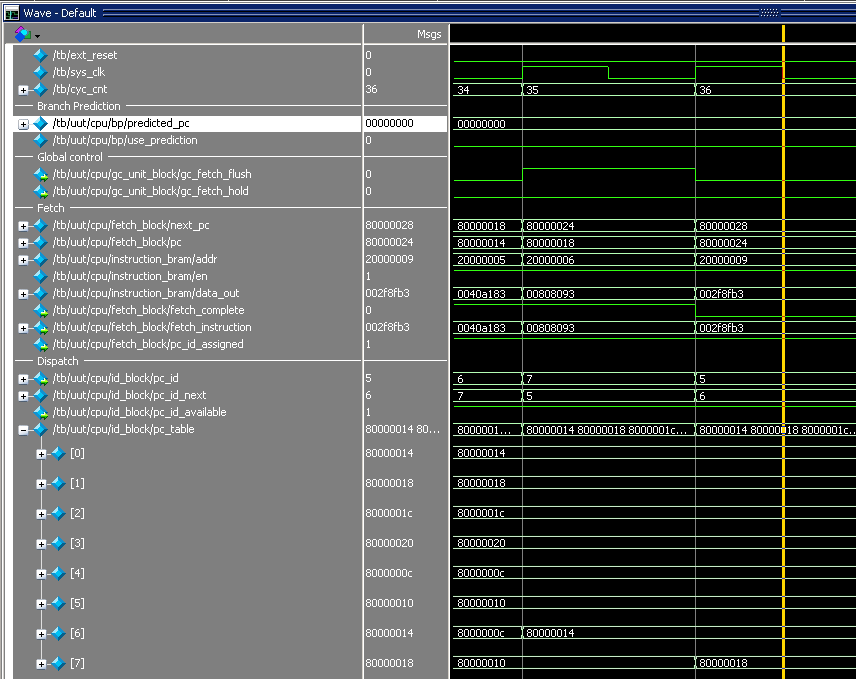 Wave - Default
Msgs
/tb/ext_reset 0
/tb/sys_clk 0
/tb/cyc_cnt 36 34 35 36
Branch Prediction
/tb/uut/cpu/bp/predicted_pc 00000000 00000000
/tb/uut/cpu/bp/use_prediction 0
Global control
/tb/uut/cpu/gc_unit_block/gc_fetch_flush 0
/tb/uut/cpu/gc_unit_block/gc_fetch_hold 0
Fetch
/tb/uut/cpu/fetch_block/next_pc 80000028 80000018 80000024 80000028
/tb/uut/cpu/fetch_block/pc 80000024 80000014 80000018 80000024
/tb/uut/cpu/instruction_bram/addr 20000009 20000005 20000006 20000009
/tb/uut/cpu/instruction_bram/en 1
/tb/uut/cpu/instruction_bram/data_out 002f8fb3 0040a183 00808093 002f8fb3
/tb/uut/cpu/fetch_block/fetch_complete 0
/tb/uut/cpu/fetch_block/fetch_instruction 002f8fb3 0040a183 00808093 002f8fb3
/tb/uut/cpu/fetch_block/pc_id_assigned 1
Dispatch
/tb/uut/cpu/id_block/pc_id 5 6 7 5
/tb/uut/cpu/id_block/pc_id_next 6 7 5 6
/tb/uut/cpu/id_block/pc_id_available 1
/tb/uut/cpu/id_block/pc_table 80000014 80... 8000001... 80000014 80000018 8000001c... 80000014 80000018 8000001c...
[0] 80000014 80000014
[1] 80000018 80000018
[2] 8000001c 8000001c
[3] 80000020 80000020
[4] 8000000c 8000000c
[5] 80000010 80000010
[6] 80000014 8000000c 80000014
[7] 80000018 80000010 80000018